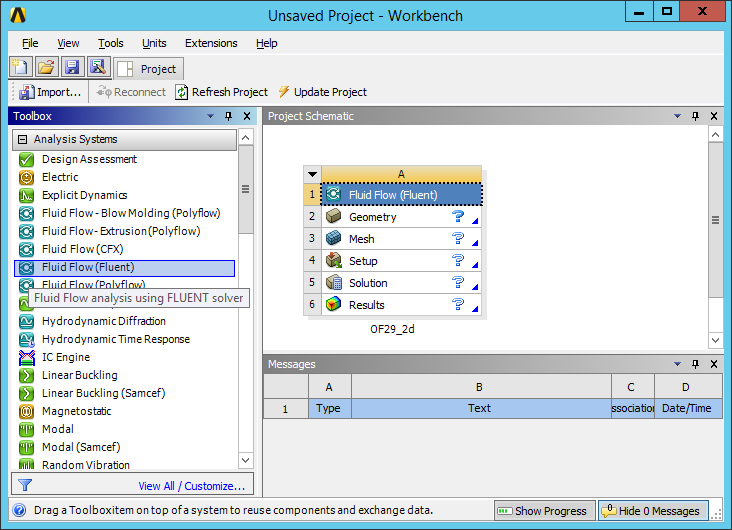 Unsaved Project - Workbench
File View Tools Units Extensions Help
Project
Import... Reconnect Refresh Project Update Project
Toolbox
Analysis Systems
Design Assessment
Electric
Explicit Dynamics
Fluid Flow - Blow Molding (Polyflow)
Fluid Flow - Extrusion (Polyflow)
Fluid Flow (CFX)
Fluid Flow (Fluent)
Fluid Flow (Polyflow)
Fluid Flow analysis using FLUENT solver
Hydrodynamic Diffraction
Hydrodynamic Time Response
IC Engine
Linear Buckling
Linear Buckling (Samcef)
Magnetostatic
Modal
Modal (Samcef)
Random Vibration
View All / Customize...
Project Schematic
A
1 Fluid Flow (Fluent)
2 Geometry ?
3 Mesh ?
4 Setup ?
5 Solution ?
6 Results ?
OF29_2d
Messages
A B C D
1 Type Text ssociation Date/Time
Drag a Toolboxitem on top of a system to reuse components and exchange data.
Show Progress Hide 0 Messages